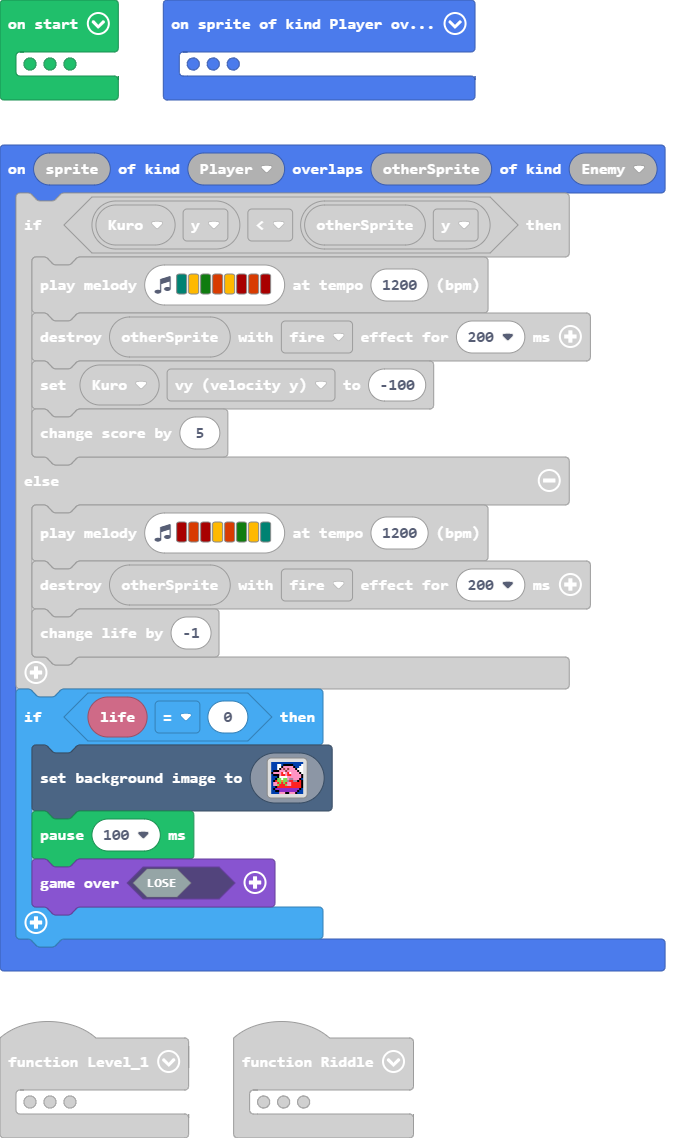 on start
on sprite of kind Player ov...
on sprite of kind Player overlaps otherSprite of kind Enemy
if Kuro y < otherSprite y then
play melody at tempo 1200 (bpm)
destroy otherSprite with fire effect for 200 ms
set Kuro vy (velocity y) to -100
change score by 5
else
play melody at tempo 1200 (bpm)
destroy otherSprite with fire effect for 200 ms
change life by -1
if life = 0 then
set background image to
pause 100 ms
game over LOSE
function Level_1
function Riddle